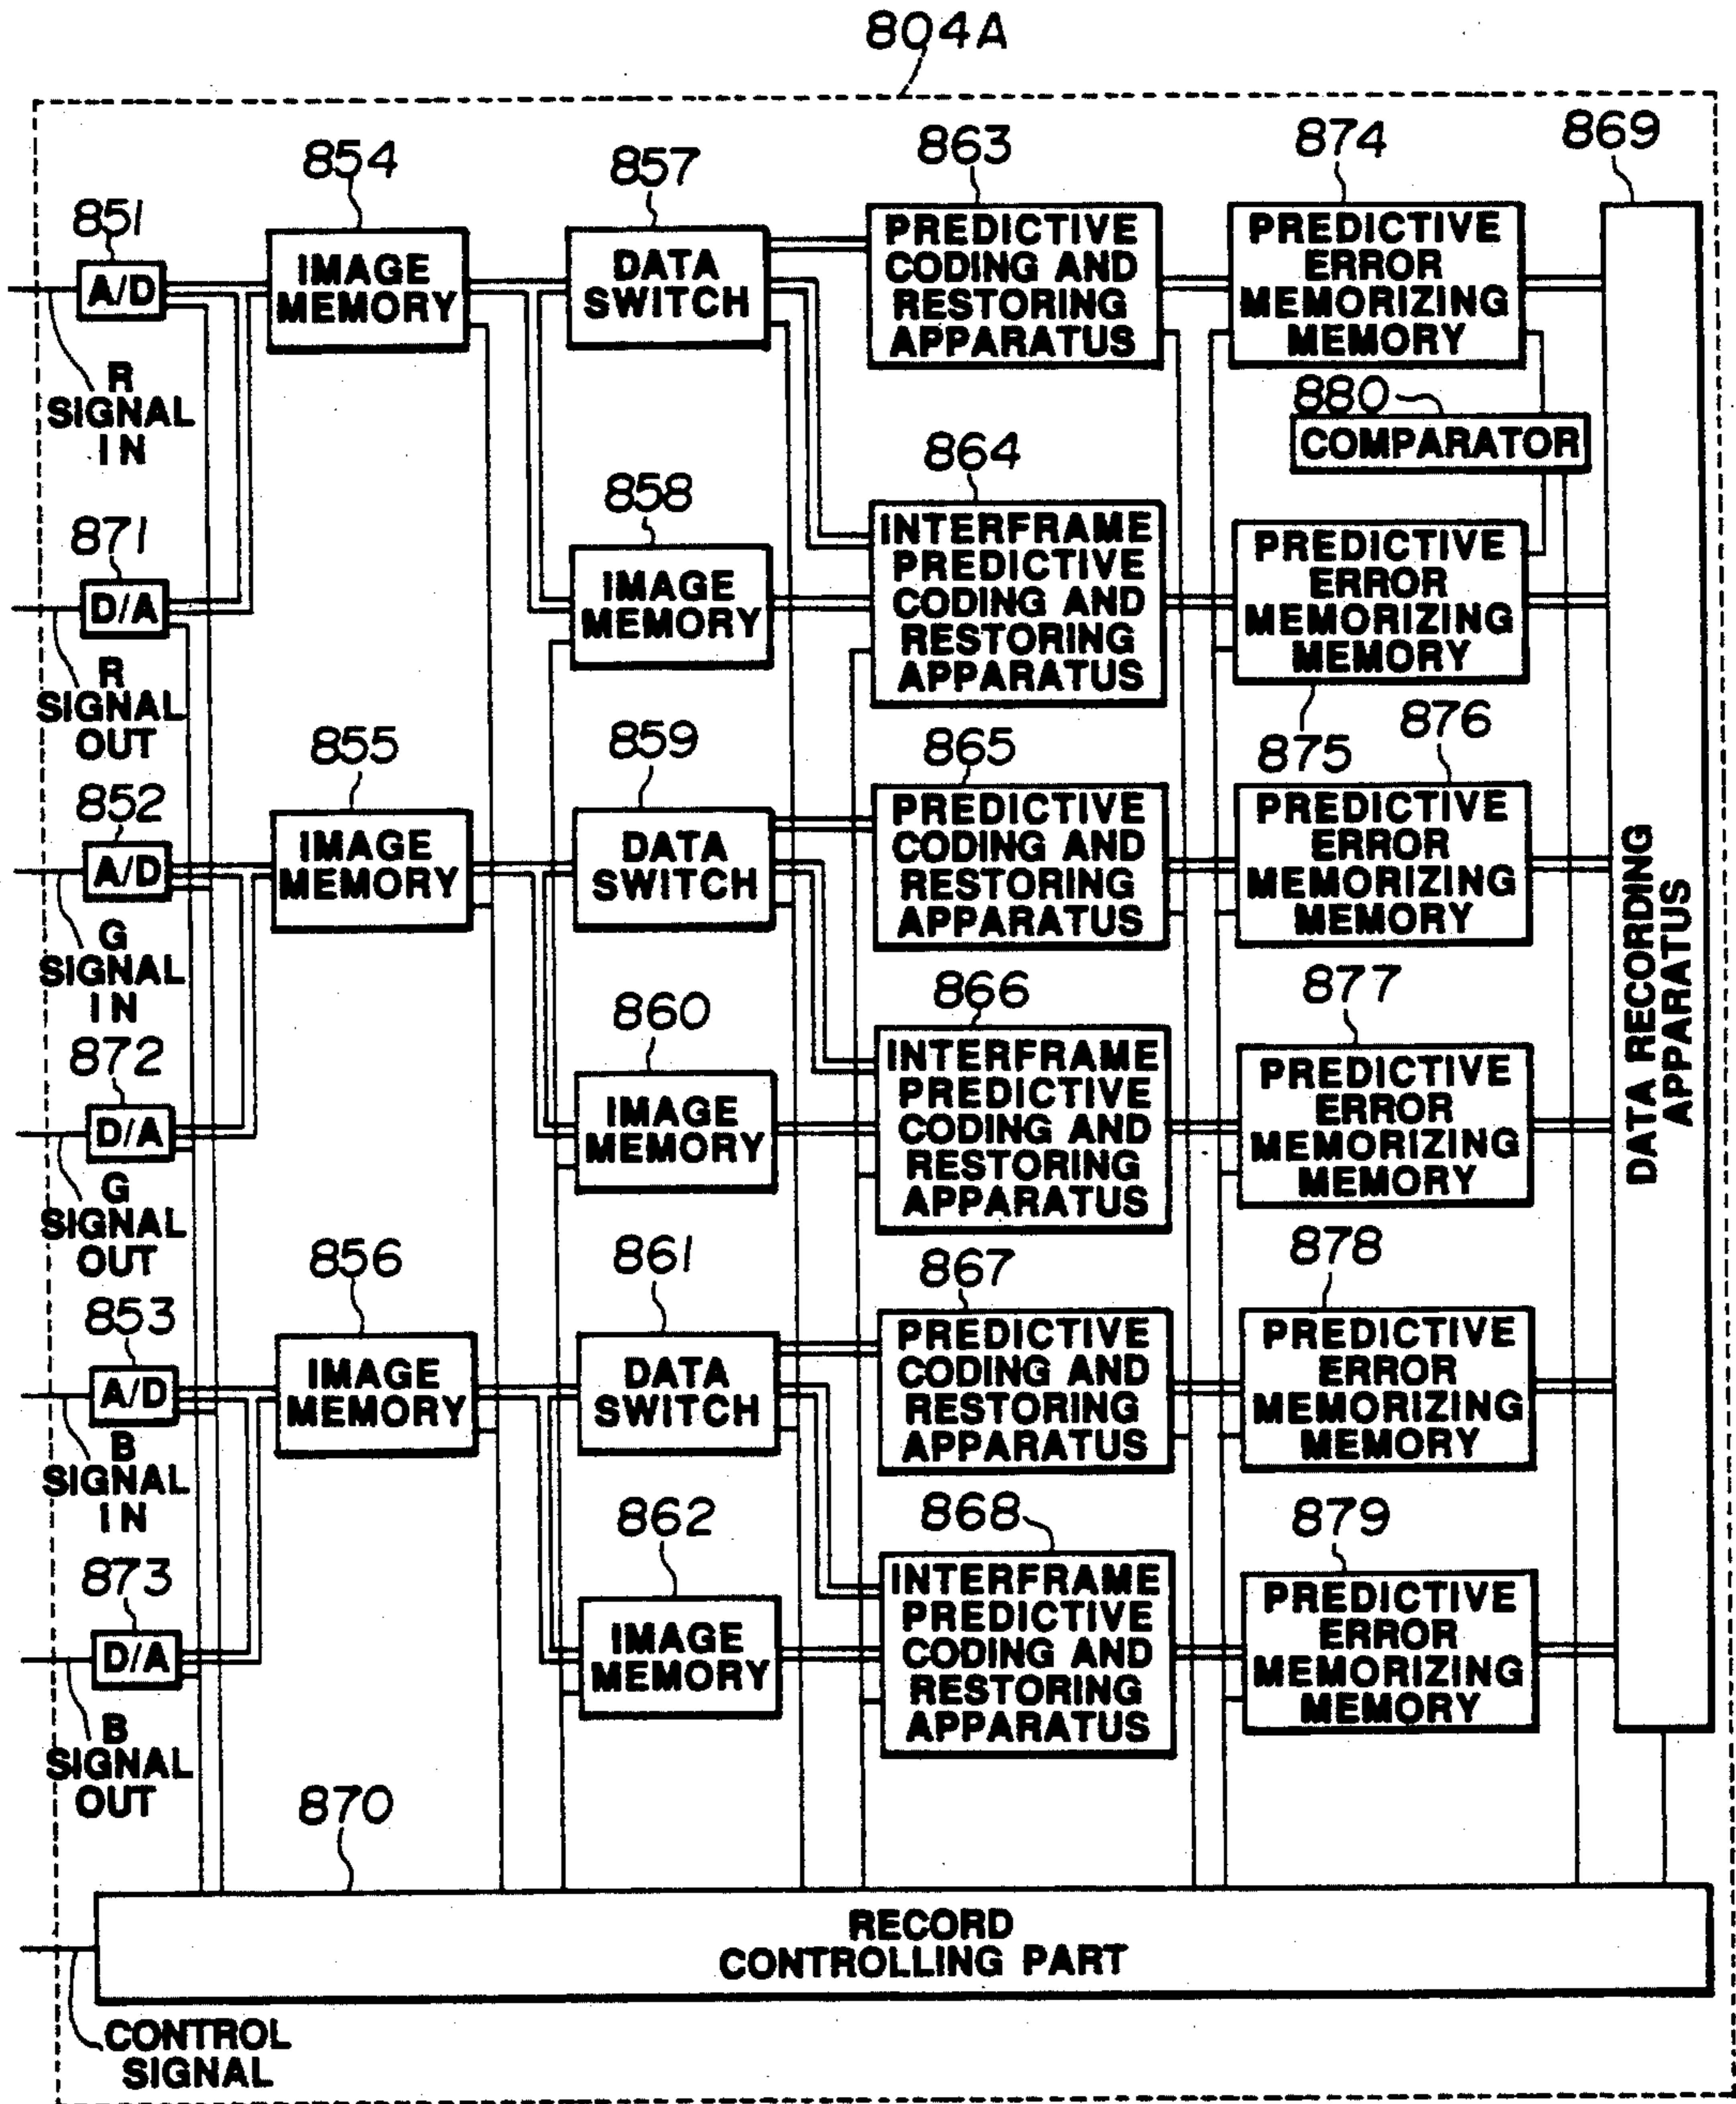 804A
854
857
863
874
869
851
A/D
IMAGE
MEMORY
DATA
SWITCH
PREDICTIVE
CODING AND
RESTORING
APPARATUS
PREDICTIVE
ERROR
MEMORIZING
MEMORY
R
SIGNAL
IN
880
COMPARATOR
864
858
871
D/A
IMAGE
MEMORY
INTERFRAME
PREDICTIVE
CODING AND
RESTORING
APPARATUS
PREDICTIVE
ERROR
MEMORIZING
MEMORY
R
SIGNAL
OUT
855
859
865
875
876
852
A/D
IMAGE
MEMORY
DATA
SWITCH
PREDICTIVE
CODING AND
RESTORING
APPARATUS
PREDICTIVE
ERROR
MEMORIZING
MEMORY
DATA RECORDING
APPARATUS
G
SIGNAL
IN
860
866
877
872
D/A
IMAGE
MEMORY
INTERFRAME
PREDICTIVE
CODING AND
RESTORING
APPARATUS
PREDICTIVE
ERROR
MEMORIZING
MEMORY
G
SIGNAL
OUT
856
861
867
878
853
A/D
IMAGE
MEMORY
DATA
SWITCH
PREDICTIVE
CODING AND
RESTORING
APPARATUS
PREDICTIVE
ERROR
MEMORIZING
MEMORY
B
SIGNAL
IN
862
868
879
873
D/A
IMAGE
MEMORY
INTERFRAME
PREDICTIVE
CODING AND
RESTORING
APPARATUS
PREDICTIVE
ERROR
MEMORIZING
MEMORY
B
SIGNAL
OUT
870
RECORD
CONTROLLING PART
CONTROL
SIGNAL